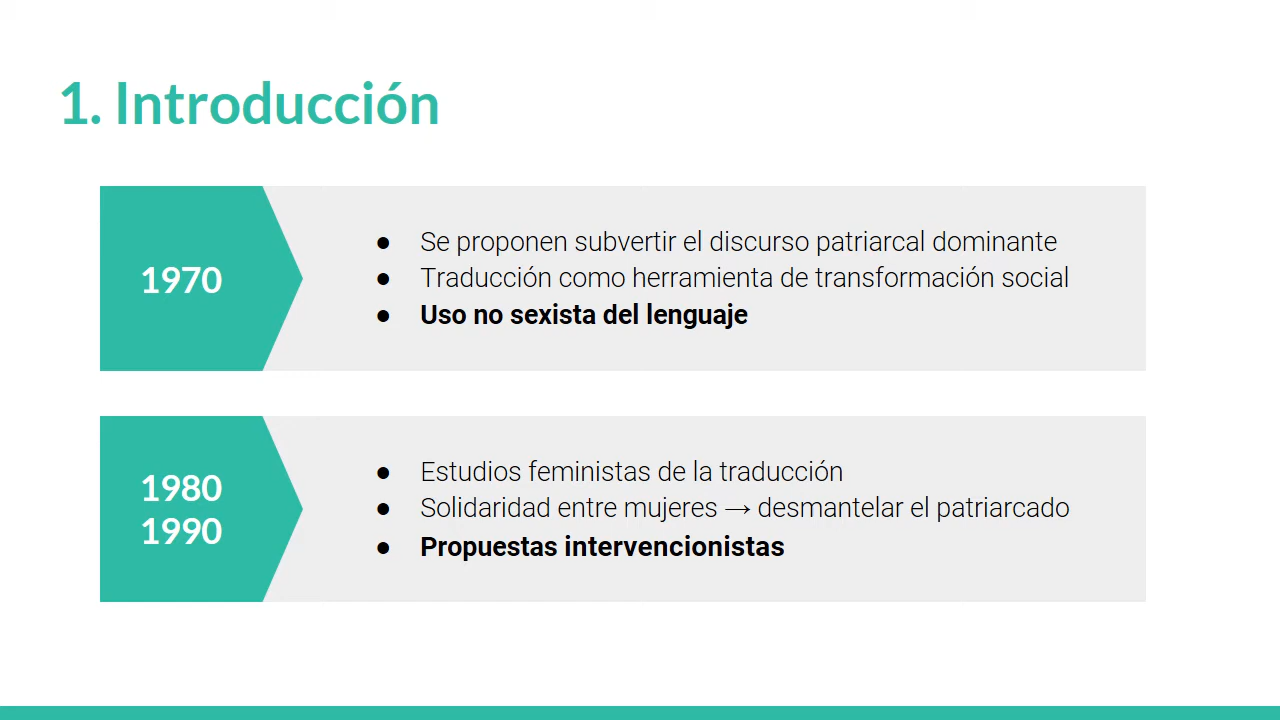 1. Introducción
1970
● Se proponen subvertir el discurso patriarcal dominante
● Traducción como herramienta de transformación social
● Uso no sexista del lenguaje
1980
1990
● Estudios feministas de la traducción
● Solidaridad entre mujeres → desmantelar el patriarcado
● Propuestas intervencionistas